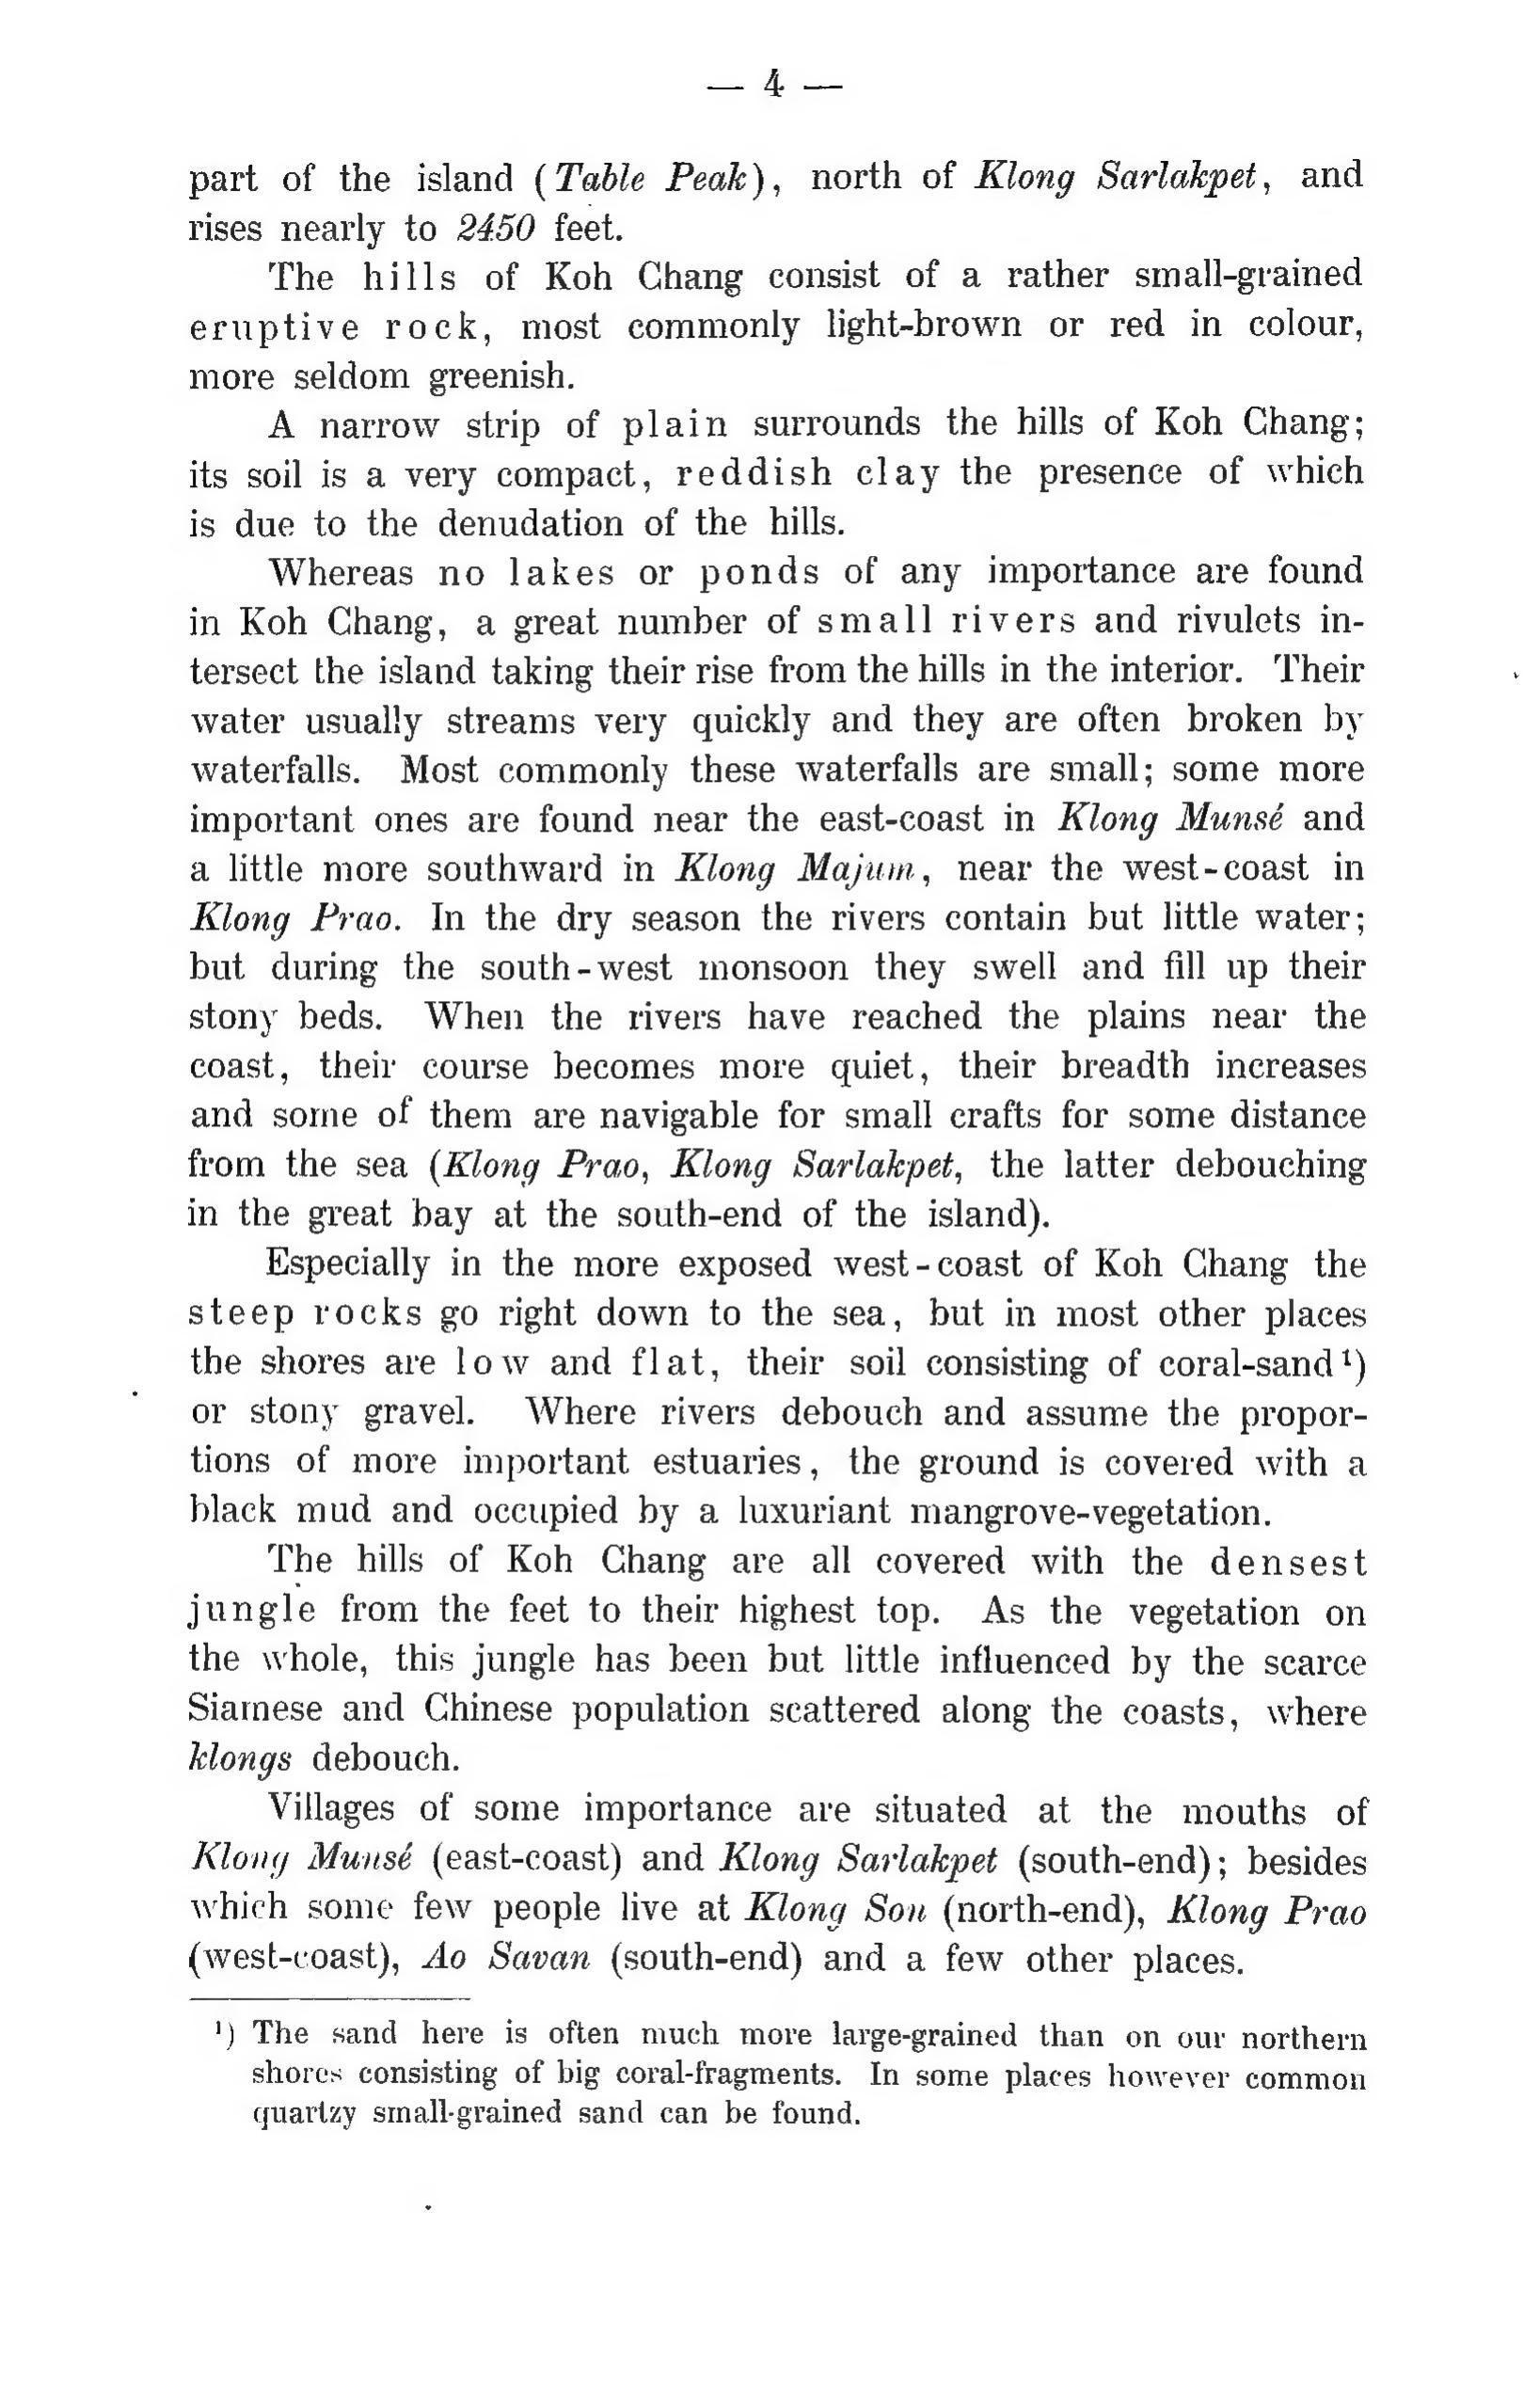 — 4 —
part of the island (Table Peak), north of Klong Sarlakpet, and
rises nearly to 2450 feet.
The hills of Koh Chang consist of a rather small-grained
eruptive rock, most commonly light-brown or red in colour,
more seldom greenish.
A narrow strip of plain surrounds the hills of Koh Chang;
its soil is a very compact, reddish clay the presence of which
is due to the denudation of the hills.
Whereas no lakes or ponds of any importance are found
in Koh Chang, a great number of small rivers and rivulets in-
tersect the island taking their rise from the hills in the interior. Their
water usually streams very quickly and they are often broken by
waterfalls. Most commonly these waterfalls are small; some more
important ones are found near the east-coast in Klong Munsé and
a little more southward in Klong Majum, near the west-coast in
Klong Prao. In the dry season the rivers contain but little water;
but during the south-west monsoon they swell and fill up their
stony beds. When the rivers have reached the plains near the
coast, their course becomes more quiet, their breadth increases
and some of them are navigable for small crafts for some distance
from the sea (Klong Prao, Klong Sarlakpet, the latter debouching
in the great bay at the south-end of the island).
Especially in the more exposed west-coast of Koh Chang the
steep rocks go right down to the sea, but in most other places
the shores are low and flat, their soil consisting of coral-sand ¹)
or stony gravel. Where rivers debouch and assume the propor-
tions of more important estuaries, the ground is covered with a
black mud and occupied by a luxuriant mangrove-vegetation.
The hills of Koh Chang are all covered with the densest
jungle from the feet to their highest top. As the vegetation on
the whole, this jungle has been but little influenced by the scarce
Siamese and Chinese population scattered along the coasts, where
klongs debouch.
Villages of some importance are situated at the mouths of
Klong Munsé (east-coast) and Klong Sarlakpet (south-end); besides
which some few people live at Klong Son (north-end), Klong Prao
(west-coast), Ao Savan (south-end) and a few other places.
¹) The sand here is often much more large-grained than on our northern
shores consisting of big coral-fragments. In some places however common
quartzy small-grained sand can be found.